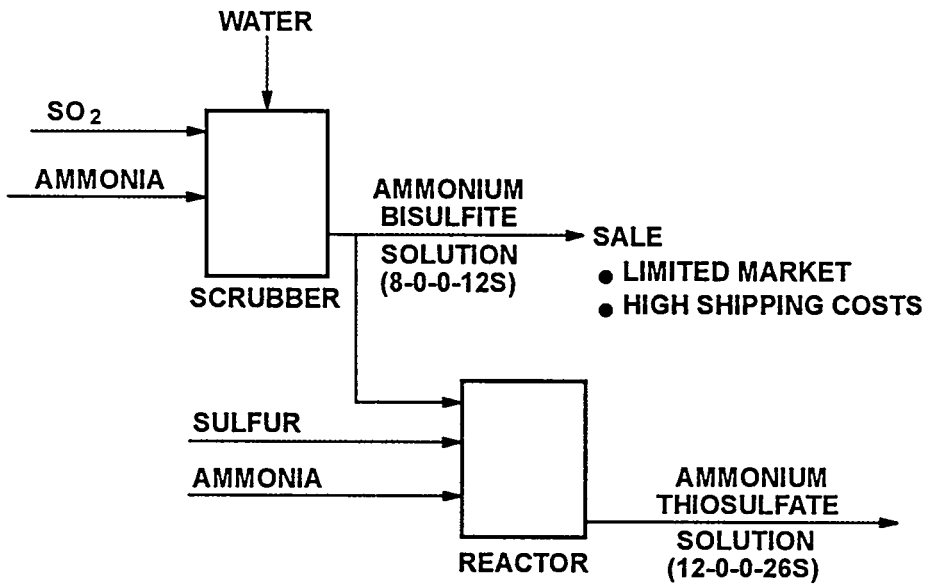 WATER
SO2
AMMONIA
SCRUBBER
AMMONIUM
BISULFITE
SOLUTION
(8-0-0-12S)
SALE
● LIMITED MARKET
● HIGH SHIPPING COSTS
SULFUR
AMMONIA
REACTOR
AMMONIUM
THIOSULFATE
SOLUTION
(12-0-0-26S)